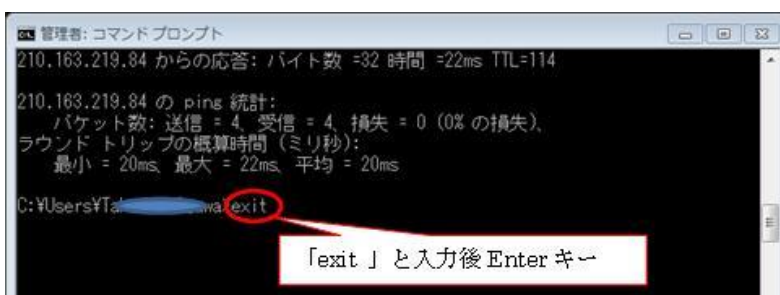 管理者: コマンド プロンプト
210.163.219.84 からの応答: バイト数 =32 時間 =22ms TTL=114
210.163.219.84 の ping 統計:
パケット数: 送信 = 4、受信 = 4、損失 = 0 (0% の損失)、
ラウンド トリップの概算時間 (ミリ秒):
最小 = 20ms、最大 = 22ms、平均 = 20ms
C:¥Users¥Ta wa>exit
「exit 」と入力後 Enter キー